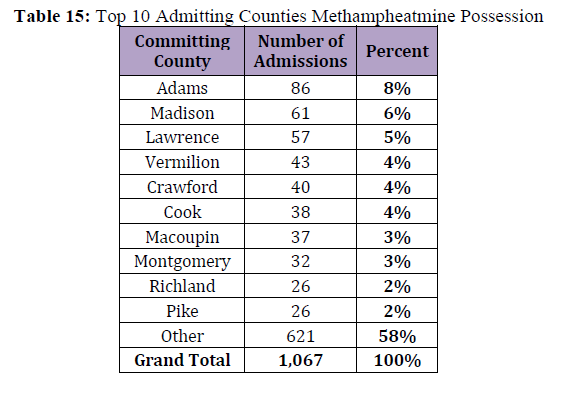 Table 15: Top 10 Admitting Counties Methampheatmine Possession
Committing County Number of Admissions Percent
Adams 86 8%
Madison 61 6%
Lawrence 57 5%
Vermilion 43 4%
Crawford 40 4%
Cook 38 4%
Macoupin 37 3%
Montgomery 32 3%
Richland 26 2%
Pike 26 2%
Other 621 58%
Grand Total 1,067 100%